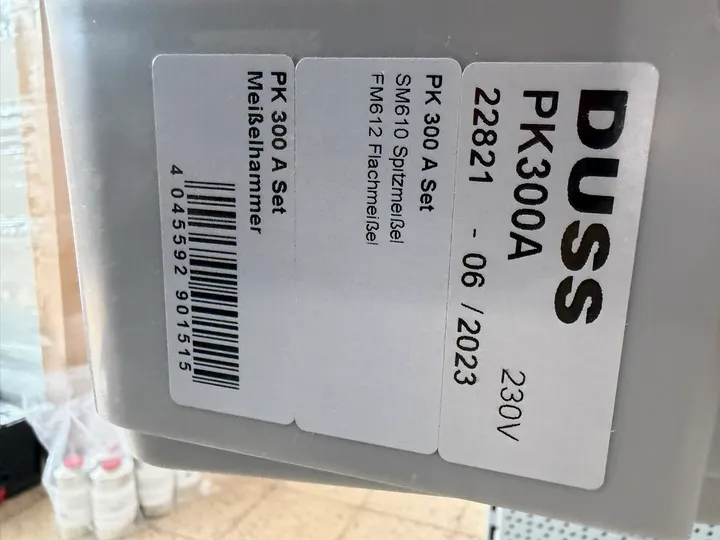 DUSS
PK300A 230V
22821 - 06 / 2023
PK 300 A Set
SM610 Spitzmeißel
FM612 Flachmeißel
PK 300 A Set
Meißelhammer
4 045592 901515